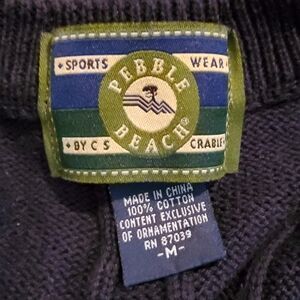 SPORTS WEAR
PEBBLE
BEACH®
BY C S CRABLE
MADE IN CHINA
100% COTTON
CONTENT EXCLUSIVE
OF ORNAMENTATION
RN 87039
-M-